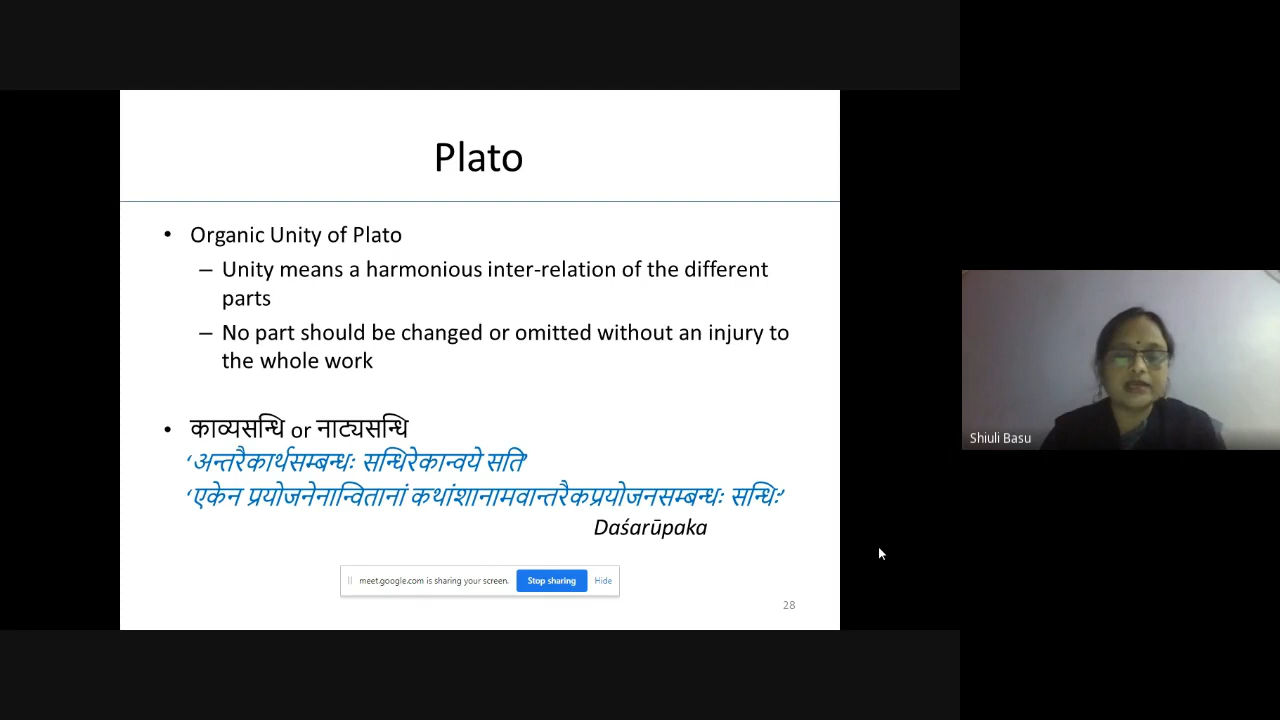 Plato
• Organic Unity of Plato
– Unity means a harmonious inter-relation of the different
parts
– No part should be changed or omitted without an injury to
the whole work
• काव्यसन्धि or नाट्यसन्धि
‘अन्तरैकार्थसम्बन्धः सन्धिरेकान्वये सति’
‘एकेन प्रयोजनेनान्वितानां कथांशानामवान्तरैकप्रयोजनसम्बन्धः सन्धिः’
Daśarūpaka
meet.google.com is sharing your screen. Stop sharing Hide
28
Shiuli Basu